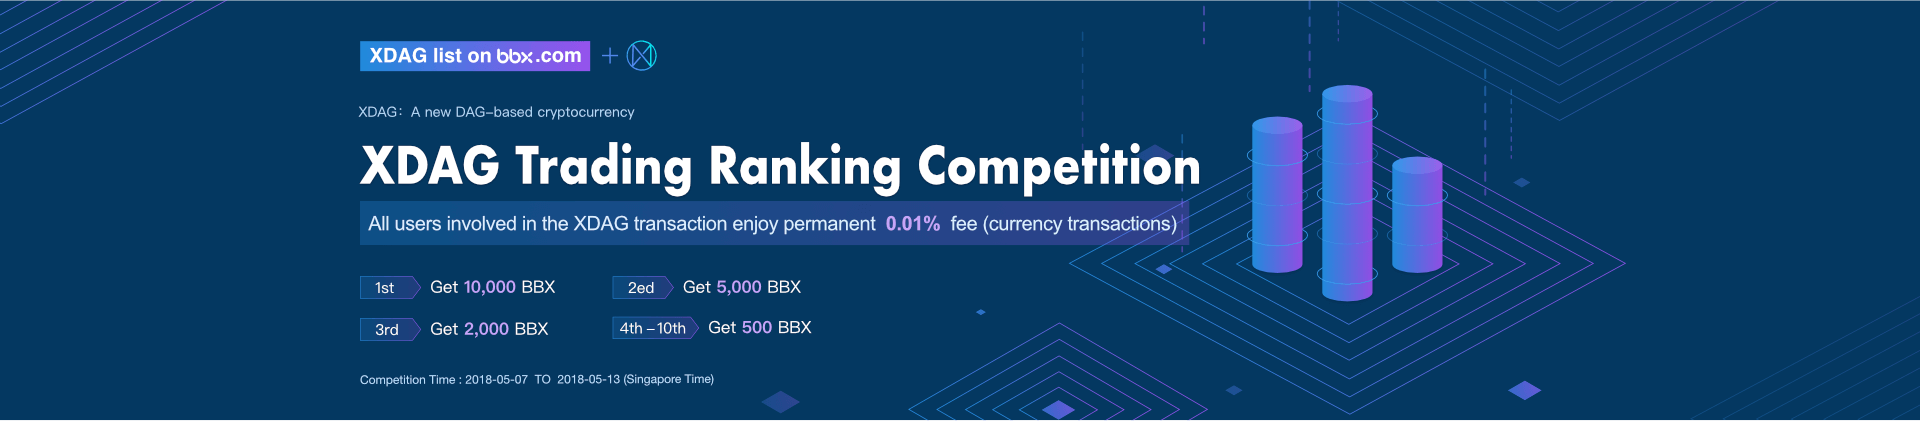 XDAG list on bbx.com
XDAG: A new DAG-based cryptocurrency
XDAG Trading Ranking Competition
All users involved in the XDAG transaction enjoy permanent 0.01% fee (currency transactions)
1st Get 10,000 BBX
2ed Get 5,000 BBX
3rd Get 2,000 BBX
4th-10th Get 500 BBX
Competition Time : 2018-05-07 TO 2018-05-13 (Singapore Time)